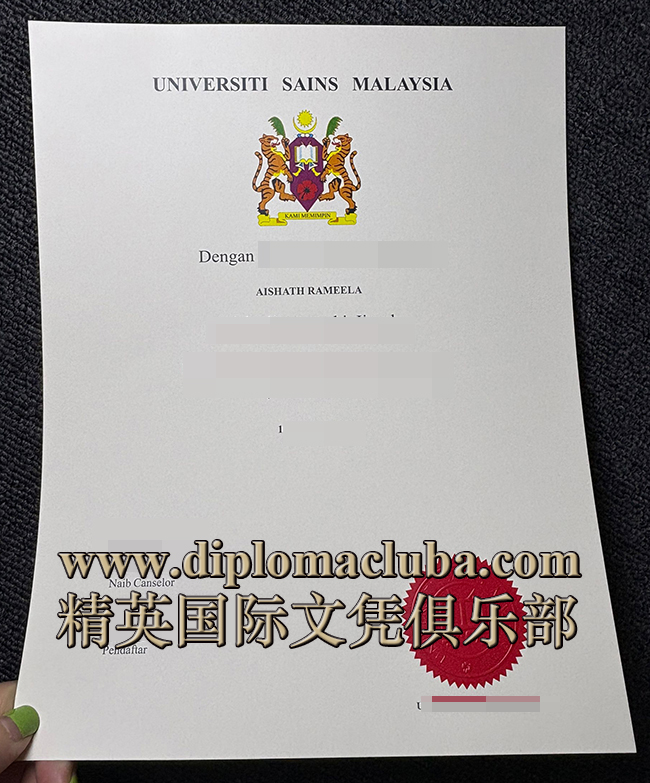 UNIVERSITI SAINS MALAYSIA
KAMI MEMIMPIN
Dengan
AISHATH RAMEELA
1
www.diplomacluba.com
Naib Canselor
精英国际文凭俱乐部
Pendaftar
U